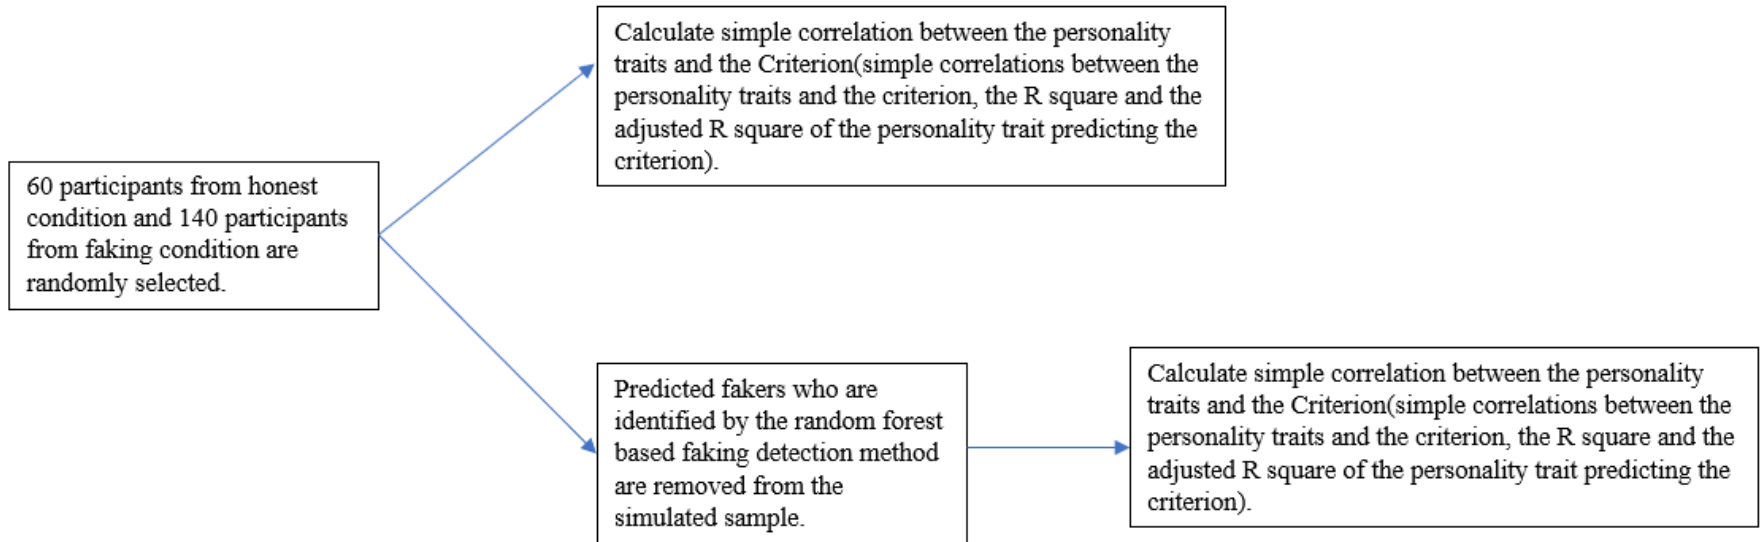 60 participants from honest
condition and 140 participants
from faking condition are
randomly selected.
Calculate simple correlation between the personality
traits and the Criterion(simple correlations between the
personality traits and the criterion, the R square and the
adjusted R square of the personality trait predicting the
criterion).
Predicted fakers who are
identified by the random forest
based faking detection method
are removed from the
simulated sample.
Calculate simple correlation between the personality
traits and the Criterion(simple correlations between the
personality traits and the criterion, the R square and the
adjusted R square of the personality trait predicting the
criterion).